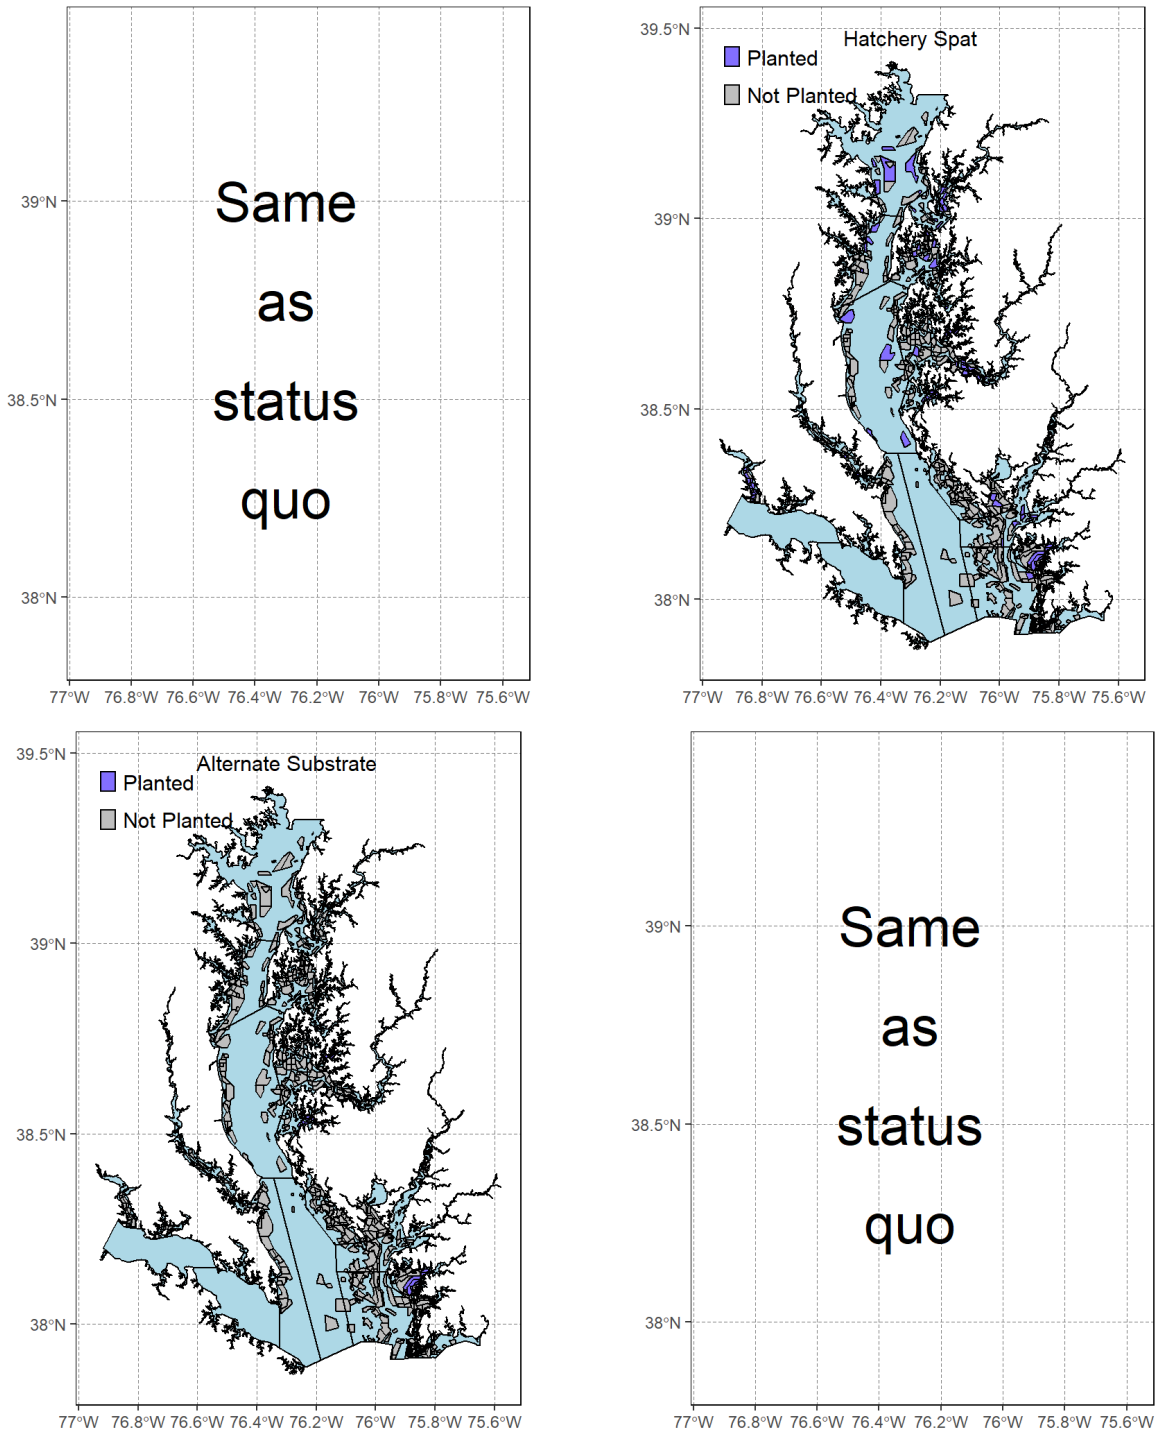 Same
as
status
quo
39°N
38.5°N
38°N
77°W 76.8°W 76.6°W 76.4°W 76.2°W 76°W 75.8°W 75.6°W
Hatchery Spat
Planted
Not Planted
39.5°N
39°N
38.5°N
38°N
77°W 76.8°W 76.6°W 76.4°W 76.2°W 76°W 75.8°W 75.6°W
Alternate Substrate
Planted
Not Planted
39.5°N
39°N
38.5°N
38°N
77°W 76.8°W 76.6°W 76.4°W 76.2°W 76°W 75.8°W 75.6°W
Same
as
status
quo
39°N
38.5°N
38°N
77°W 76.8°W 76.6°W 76.4°W 76.2°W 76°W 75.8°W 75.6°W